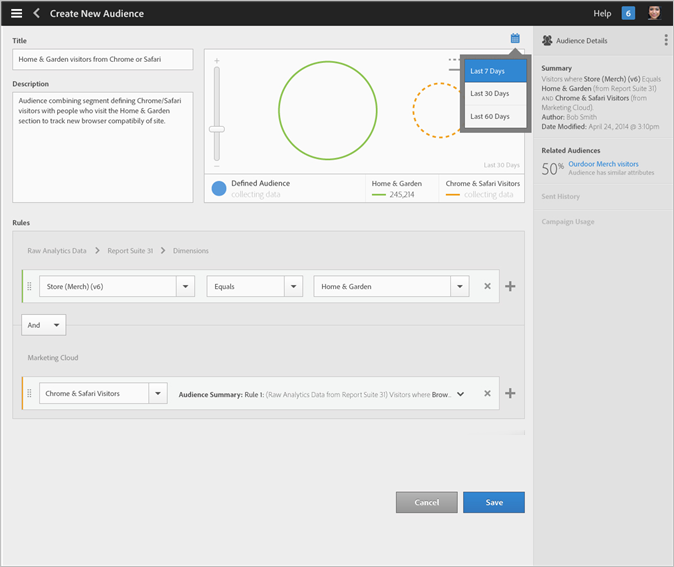 Create New Audience
Help
6
Title
Home & Garden visitors from Chrome or Safari
Description
Audience combining segment defining Chrome/Safari
visitors with people who visit the Home & Garden
section to track new browser compatibily of site.
Last 7 Days
Last 30 Days
Last 60 Days
Last 30 Days
Defined Audience
collecting data
Home & Garden
245,214
Chrome & Safari Visitors
collecting data
Audience Details
Summary
Visitors where Store (Merch) (v6) Equals
Home & Garden (from Report Suite 31)
AND Chrome & Safari Visitors (from
Marketing Cloud).
Author: Bob Smith
Date Modified: April 24, 2014 @ 3:10pm
Related Audiences
50% Ourdoor Merch visitors
Audience has similar attributes
Sent History
Campaign Usage
Rules
Raw Analytics Data > Report Suite 31 > Dimensions
Store (Merch) (v6)
Equals
Home & Garden
And
Marketing Cloud
Chrome & Safari Visitors
Audience Summary: Rule 1: (Raw Analytics Data from Report Suite 31) Visitors where Brow..
Cancel
Save